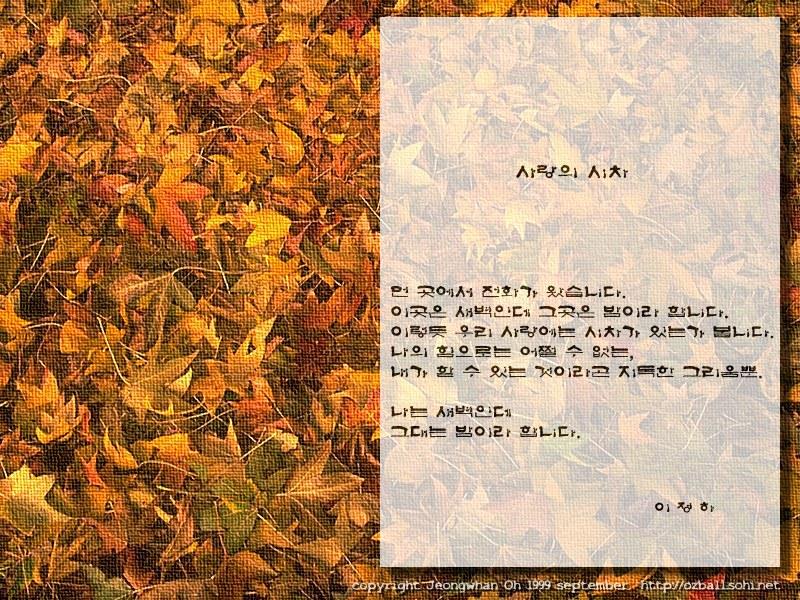 사랑의 시차
먼 곳에서 전화가 왔습니다.
이곳은 새벽인데 그곳은 밤이라 합니다.
이렇듯 우리 사랑에는 시차가 있는가 봅니다.
나의 힘으로는 어쩔 수 없는,
내가 할 수 있는 것이라곤 지독한 그리움뿐.
나는 새벽인데
그대는 밤이라 합니다.
이 정 하
copyright Jeongwhan Oh 1999 september http://ozballsohi.net